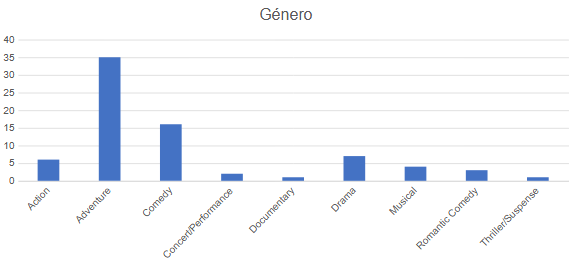 Género
40
35
30
25
20
15
10
5
0
Action
Adventure
Comedy
Concert/Performance
Documentary
Drama
Musical
Romantic Comedy
Thriller/Suspense